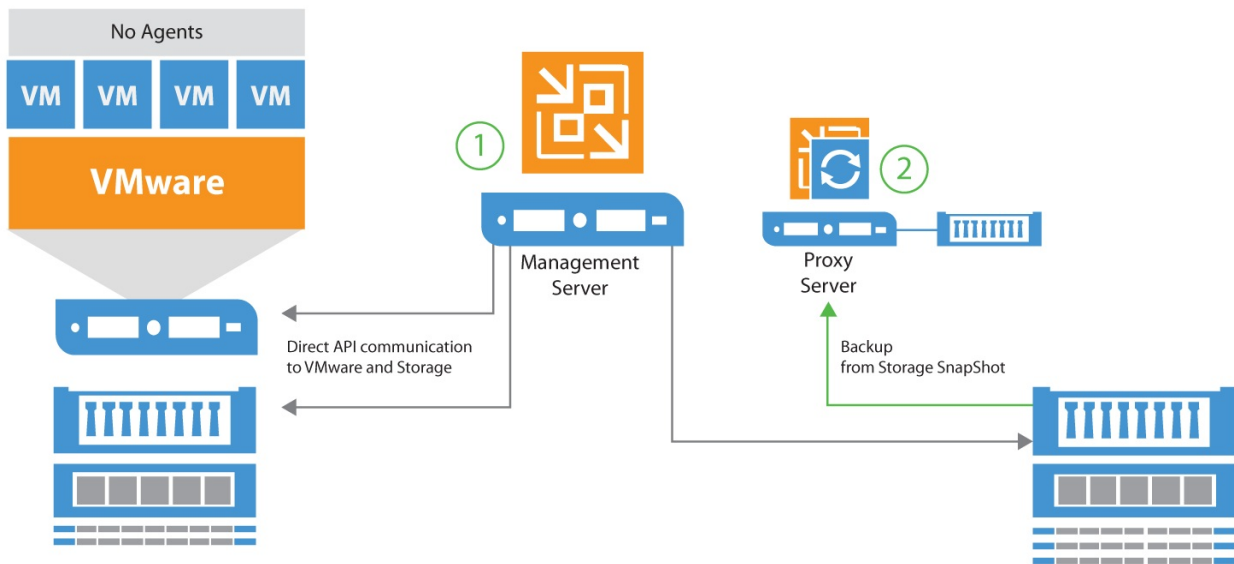 No Agents
VM VM VM VM
VMware
1
Management
Server
2
Proxy
Server
Direct API communication
to VMware and Storage
Backup
from Storage SnapShot